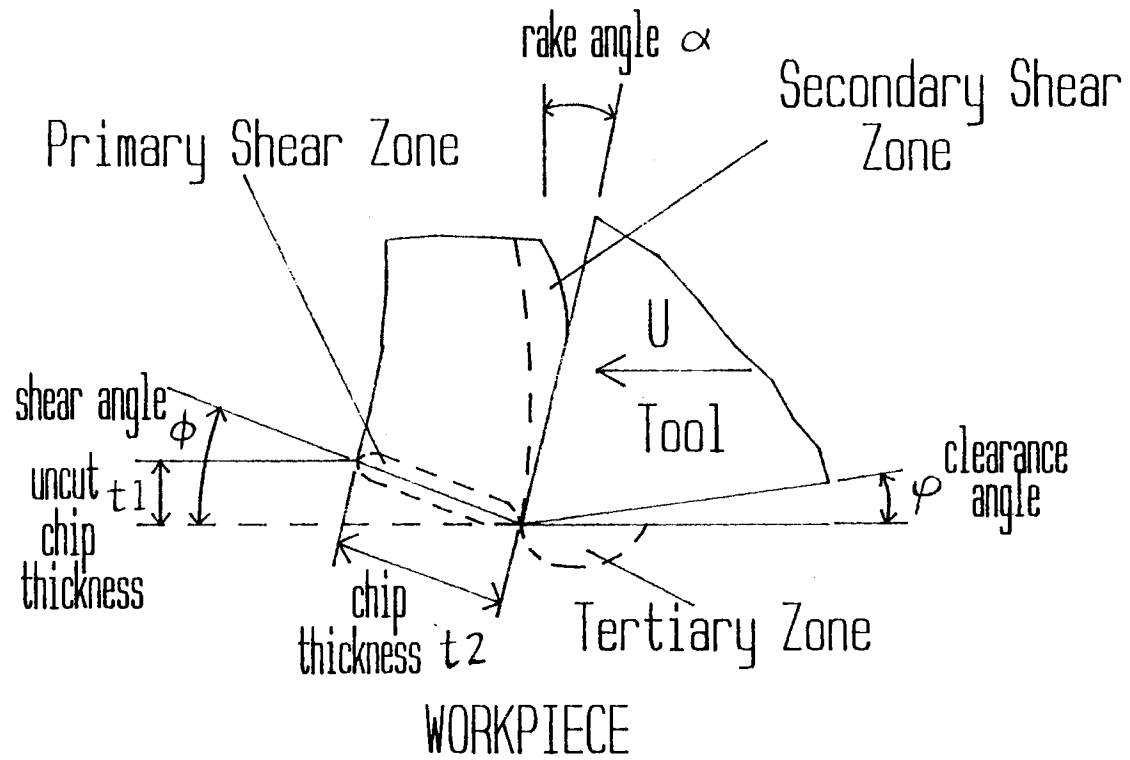 rake angle α
Secondary Shear
Zone
Primary Shear Zone
U
Tool
shear angle
ϕ
uncut t1
chip
thickness
clearance
angle
φ
chip
thickness t2
Tertiary Zone
WORKPIECE